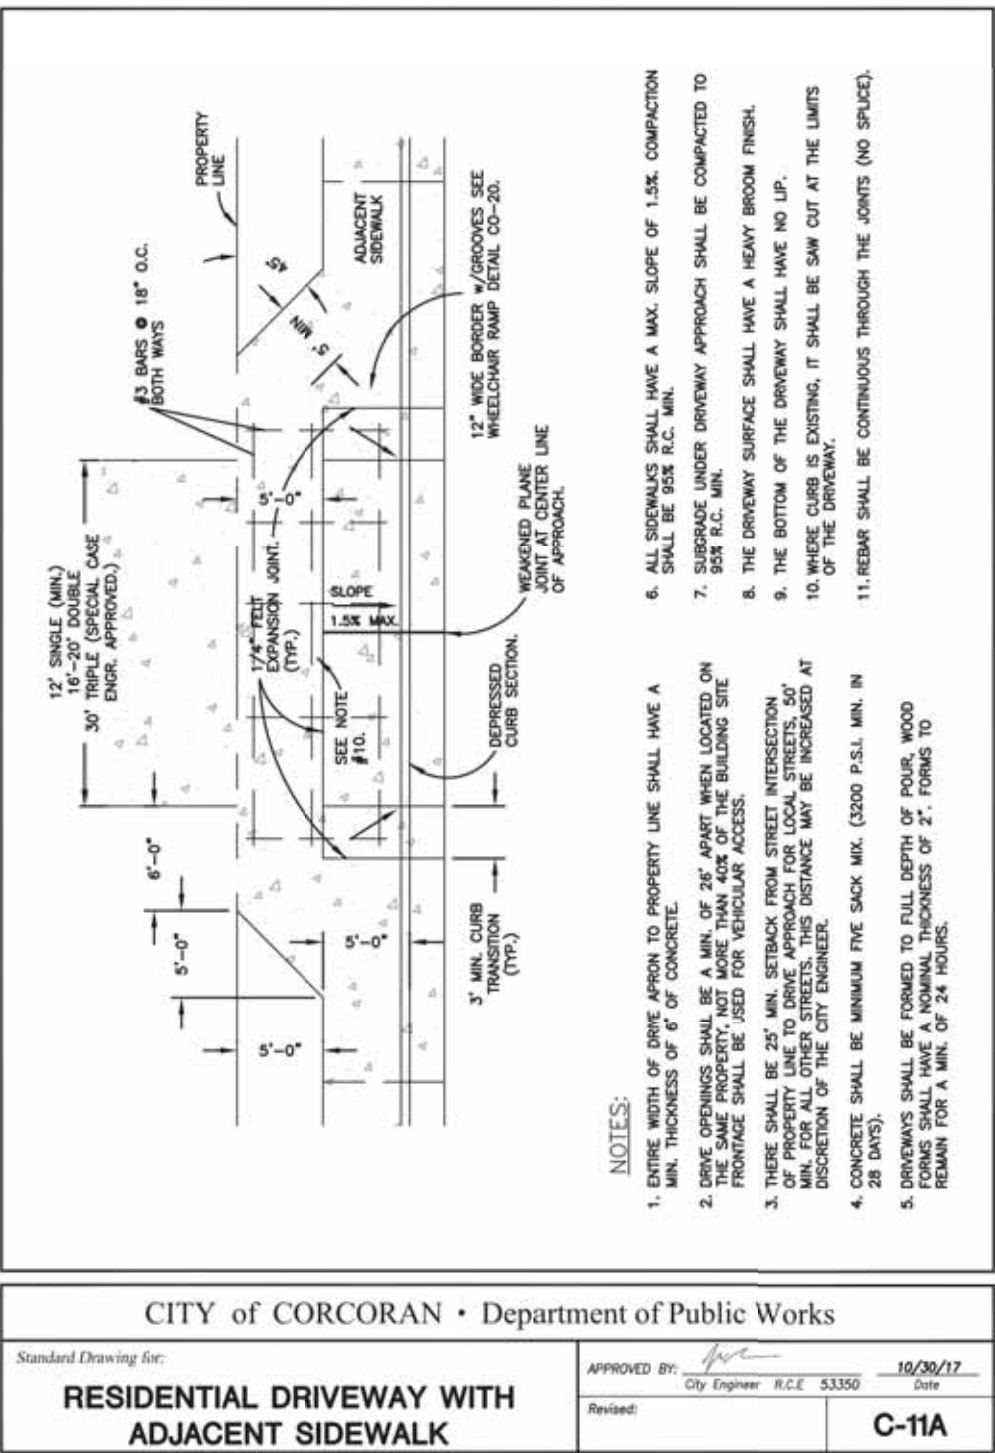 12' SINGLE (MIN.)
16'-20' DOUBLE
30' TRIPLE (SPECIAL CASE
ENGR. APPROVED.)
#3 BARS @ 18" O.C.
BOTH WAYS
PROPERTY
LINE
6'-0"
5'-0"
5'-0"
5'-0"
1/4" FELT
EXPANSION JOINT.
(TYP.)
5'-0"
45°
5' MIN
ADJACENT
SIDEWALK
SEE NOTE
#10.
SLOPE
1.5% MAX.
3' MIN. CURB
TRANSITION
(TYP.)
DEPRESSED
CURB SECTION.
WEAKENED PLANE
JOINT AT CENTER LINE
OF APPROACH.
12" WIDE BORDER w/GROOVES SEE
WHEELCHAIR RAMP DETAIL CO-20.
NOTES:
1. ENTIRE WIDTH OF DRIVE APRON TO PROPERTY LINE SHALL HAVE A
MIN. THICKNESS OF 6" OF CONCRETE.
2. DRIVE OPENINGS SHALL BE A MIN. OF 26' APART WHEN LOCATED ON
THE SAME PROPERTY, NOT MORE THAN 40% OF THE BUILDING SITE
FRONTAGE SHALL BE USED FOR VEHICULAR ACCESS.
3. THERE SHALL BE 25' MIN. SETBACK FROM STREET INTERSECTION
OF PROPERTY LINE TO DRIVE APPROACH FOR LOCAL STREETS, 50'
MIN. FOR ALL OTHER STREETS. THIS DISTANCE MAY BE INCREASED AT
DISCRETION OF THE CITY ENGINEER.
4. CONCRETE SHALL BE MINIMUM FIVE SACK MIX. (3200 P.S.I. MIN. IN
28 DAYS).
5. DRIVEWAYS SHALL BE FORMED TO FULL DEPTH OF POUR, WOOD
FORMS SHALL HAVE A NOMINAL THICKNESS OF 2". FORMS TO
REMAIN FOR A MIN. OF 24 HOURS.
6. ALL SIDEWALKS SHALL HAVE A MAX. SLOPE OF 1.5%. COMPACTION
SHALL BE 95% R.C. MIN.
7. SUBGRADE UNDER DRIVEWAY APPROACH SHALL BE COMPACTED TO
95% R.C. MIN.
8. THE DRIVEWAY SURFACE SHALL HAVE A HEAVY BROOM FINISH.
9. THE BOTTOM OF THE DRIVEWAY SHALL HAVE NO LIP.
10. WHERE CURB IS EXISTING, IT SHALL BE SAW CUT AT THE LIMITS
OF THE DRIVEWAY.
11. REBAR SHALL BE CONTINUOUS THROUGH THE JOINTS (NO SPLICE).
CITY of CORCORAN • Department of Public Works
Standard Drawing for:
RESIDENTIAL DRIVEWAY WITH
ADJACENT SIDEWALK
APPROVED BY:
10/30/17
City Engineer R.C.E 53350 Date
Revised:
C-11A